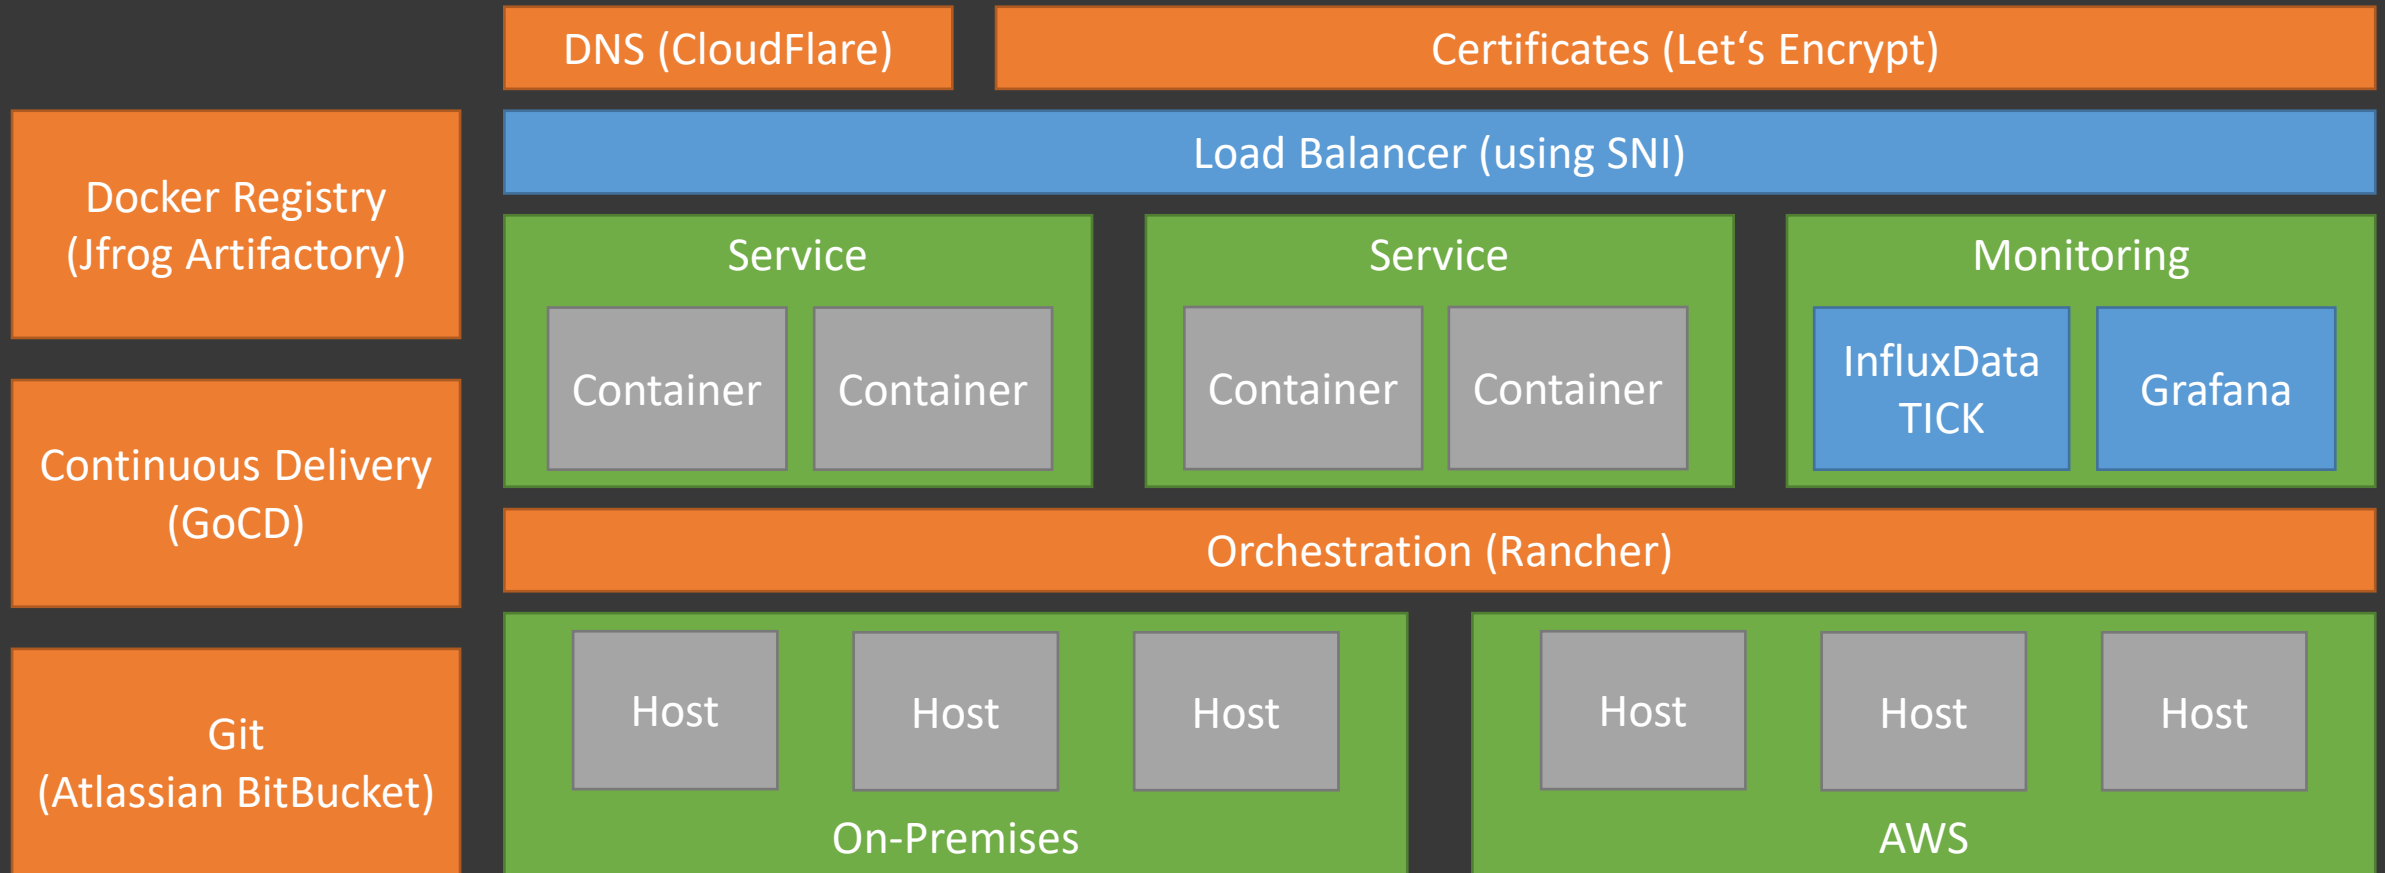 DNS (CloudFlare)
Certificates (Let‘s Encrypt)
Load Balancer (using SNI)
Docker Registry
(Jfrog Artifactory)
Continuous Delivery
(GoCD)
Git
(Atlassian BitBucket)
Service
Container
Container
Service
Container
Container
Monitoring
InfluxData
TICK
Grafana
Orchestration (Rancher)
Host
Host
Host
On-Premises
Host
Host
Host
AWS